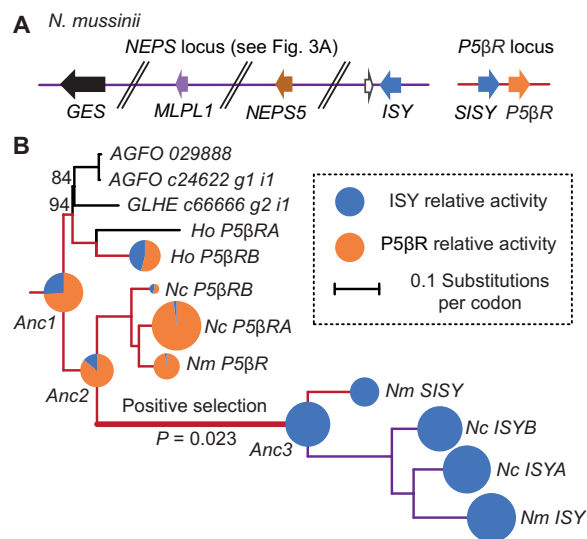 A
N. mussinii
NEPS locus (see Fig. 3A)
P5βR locus
GES
MLPL1
NEPS5
ISY
SISY
P5βR
B
AGFO 029888
84
AGFO c24622 g1 i1
94
GLHE c66666 g2 i1
Ho P5βRA
Ho P5βRB
Anc1
Nc P5βRB
Nc P5βRA
Nm P5βR
Anc2
Positive selection
P = 0.023
Anc3
Nm SISY
Nc ISYB
Nc ISYA
Nm ISY
ISY relative activity
P5βR relative activity
0.1 Substitutions
per codon